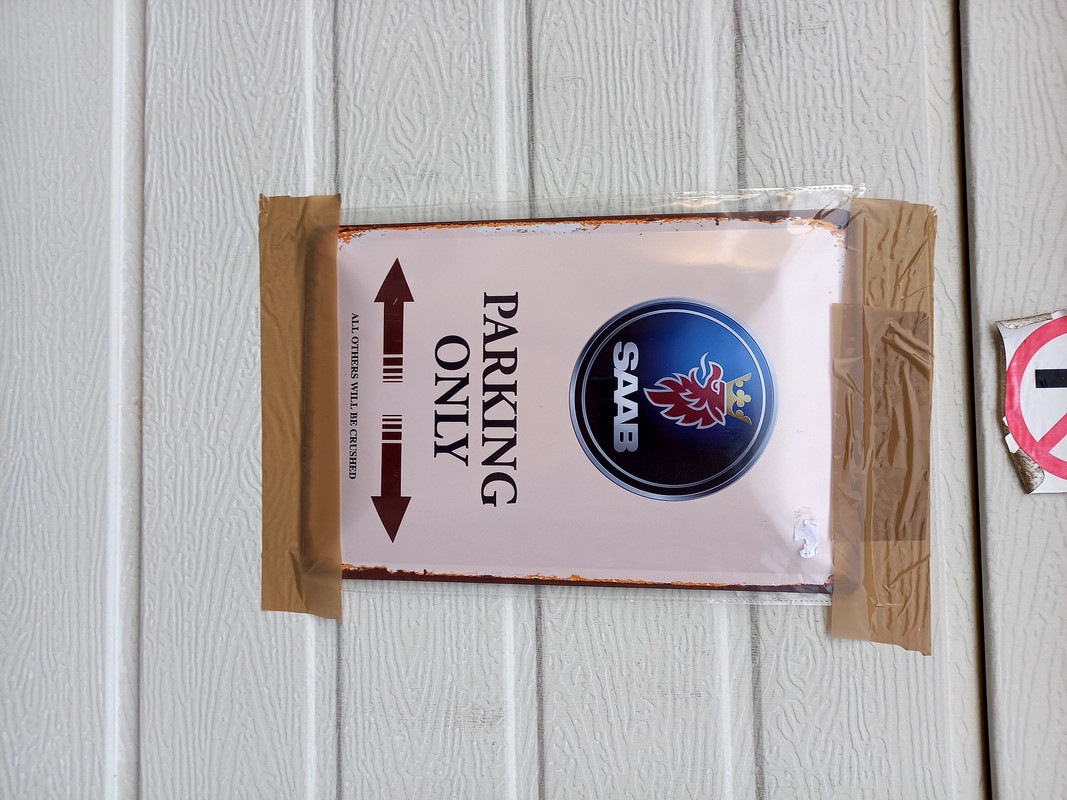 SAAB
PARKING
ONLY
ALL OTHERS WILL BE CRUSHED